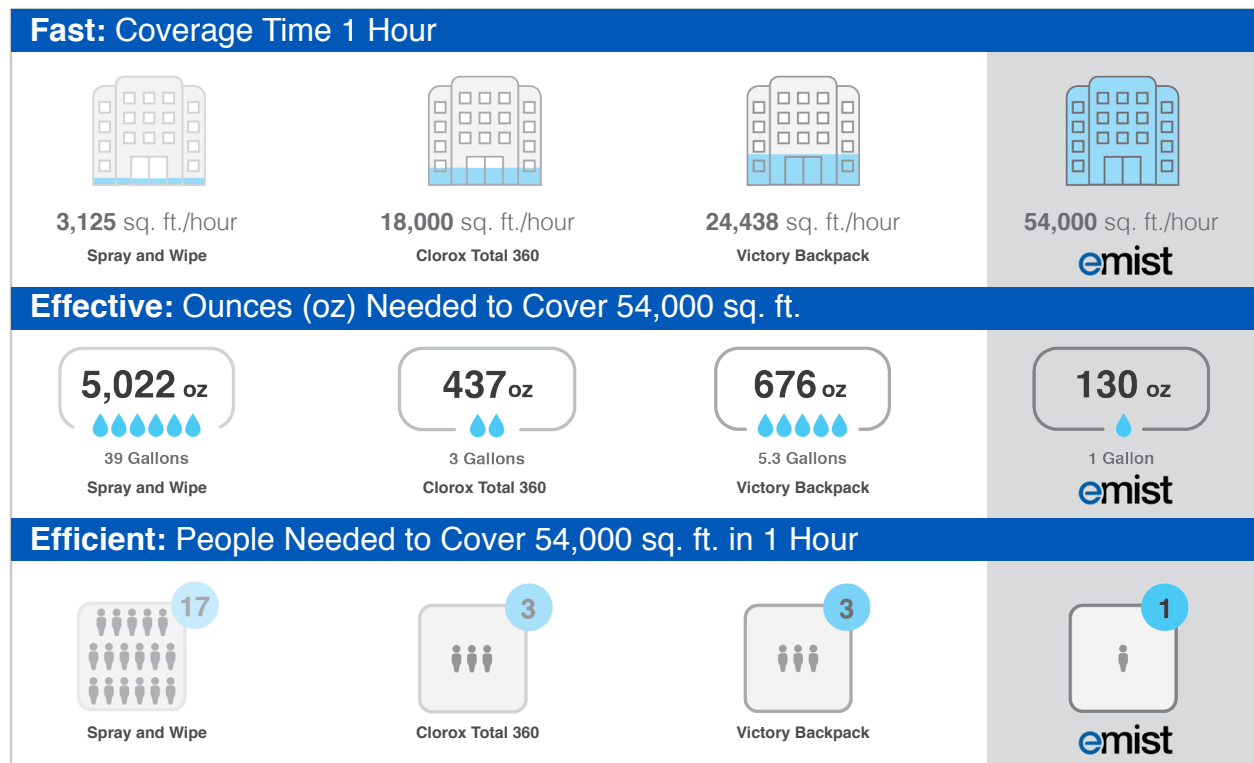 Fast: Coverage Time 1 Hour
3,125 sq. ft./hour
18,000 sq. ft./hour
24,438 sq. ft./hour
54,000 sq. ft./hour
Spray and Wipe
Clorox Total 360
Victory Backpack
emist
Effective: Ounces (oz) Needed to Cover 54,000 sq. ft.
5,022 oz
437 oz
676 oz
130 oz
39 Gallons
3 Gallons
5.3 Gallons
1 Gallon
Spray and Wipe
Clorox Total 360
Victory Backpack
emist
Efficient: People Needed to Cover 54,000 sq. ft. in 1 Hour
17
3
3
1
Spray and Wipe
Clorox Total 360
Victory Backpack
emist